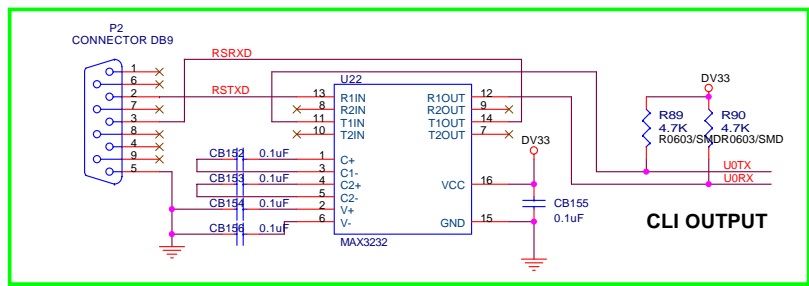 P2
CONNECTOR DB9
1
6
2
7
3
8
4
9
5
RSRXD
RSTXD
U22
13 R1IN R1OUT 12
8 R2IN R2OUT 9
11 T1IN T1OUT 14
10 T2IN T2OUT 7
1 C+
3 C1-
4 C2+
5 C2-
2 V+
6 V-
VCC 16
GND 15
MAX3232
CB152 0.1uF
CB153 0.1uF
CB154 0.1uF
CB156 0.1uF
DV33
CB155
0.1uF
DV33
R89
4.7K
R0603/SMD
R90
4.7K
R0603/SMD
U0TX
U0RX
CLI OUTPUT